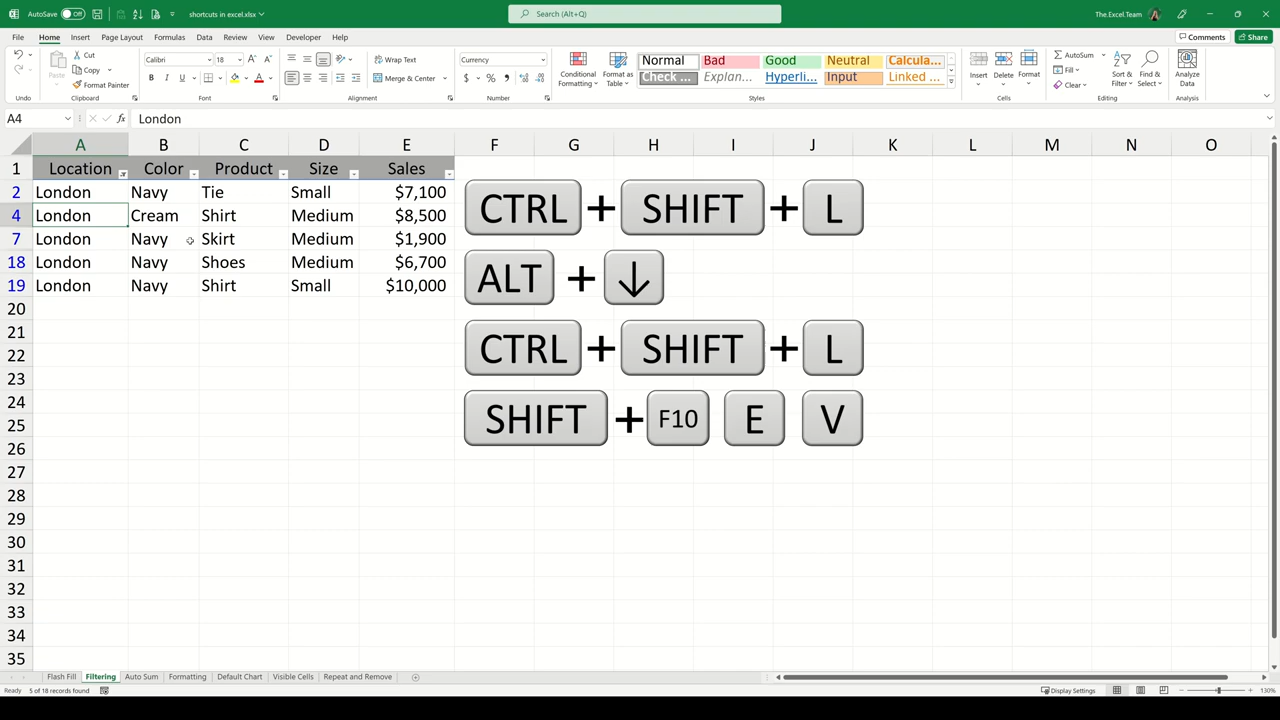 AutoSave Off shortcuts in excel.xlsx Search (Alt+Q) The.Excel.Team
File Home Insert Page Layout Formulas Data Review View Developer Help Comments Share
Cut
Copy
Format Painter
Paste
Calibri 18
B I U
Wrap Text
Merge & Center
Currency
$ %
Conditional Formatting
Format as Table
Normal Bad Good Neutral Calcula...
Check ... Explan... Hyperli... Input Linked ...
Insert Delete Format
AutoSum
Fill
Clear
Sort & Filter
Find & Select
Analyze Data
Undo Clipboard Font Alignment Number Styles Cells Editing Analysis
A4 fx London
A B C D E F G H I J K L M N O
1 Location Color Product Size Sales
2 London Navy Tie Small $7,100
4 London Cream Shirt Medium $8,500
7 London Navy Skirt Medium $1,900
18 London Navy Shoes Medium $6,700
19 London Navy Shirt Small $10,000
20
21
22
23
24
25
26
27
28
29
30
31
32
33
34
35
CTRL + SHIFT + L
ALT + ↓
CTRL + SHIFT + L
SHIFT + F10 E V
Flash Fill Filtering Auto Sum Formatting Default Chart Visible Cells Repeat and Remove
Ready 5 of 18 records found Display Settings 130%